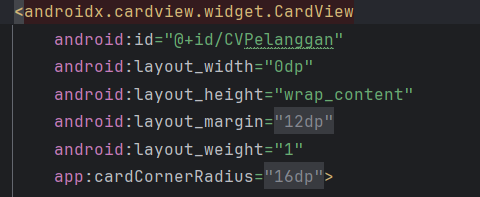 <androidx.cardview.widget.CardView
android:id="@+id/CVPelanggan"
android:layout_width="0dp"
android:layout_height="wrap_content"
android:layout_margin="12dp"
android:layout_weight="1"
app:cardCornerRadius="16dp">